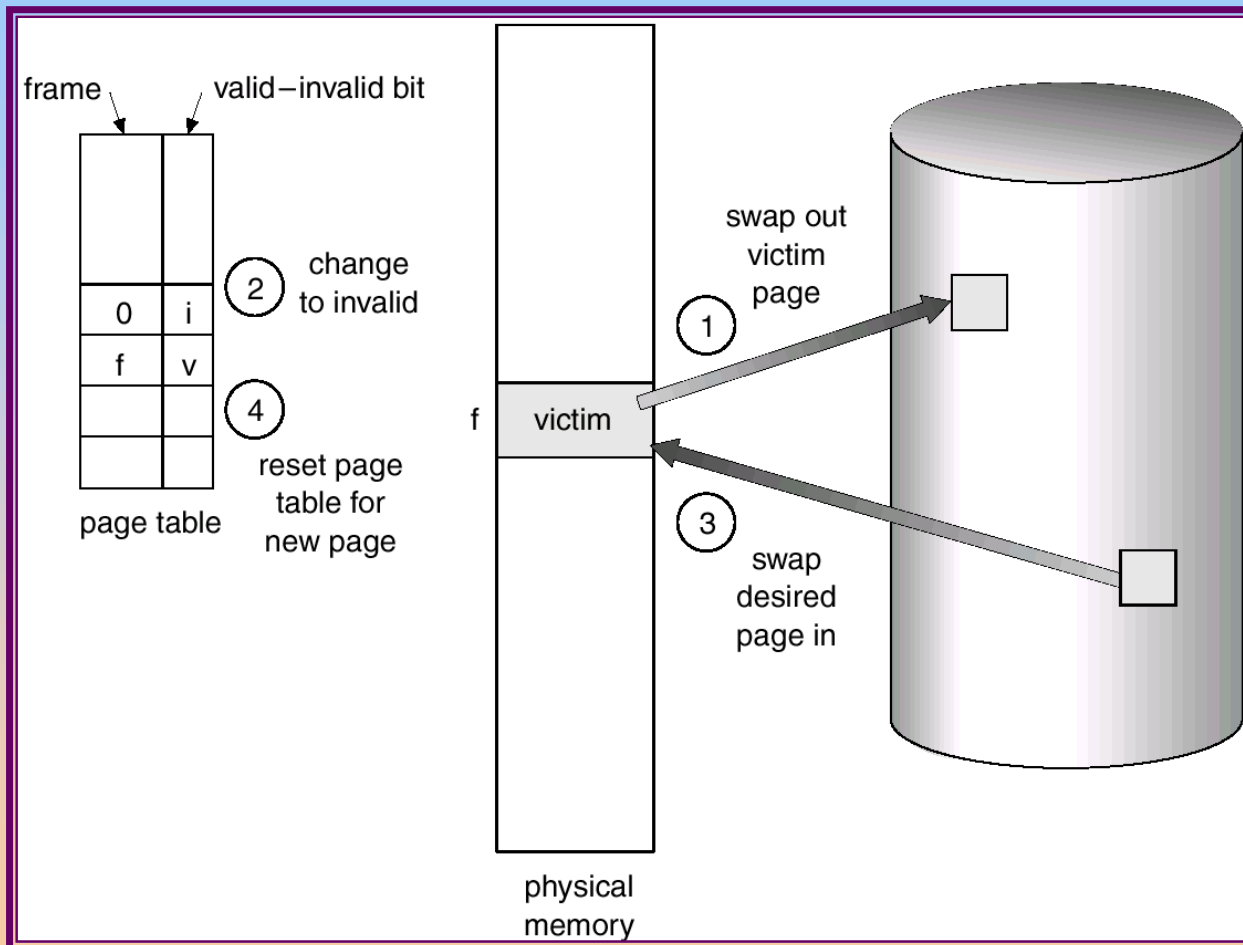 frame
valid–invalid bit
0 i
f v
page table
2
change
to invalid
4
reset page
table for
new page
f
victim
physical
memory
1
swap out
victim
page
3
swap
desired
page in